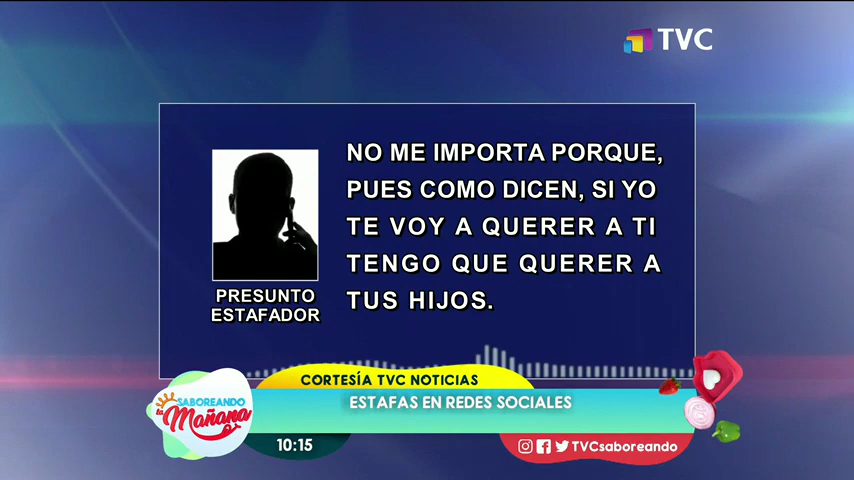 TVC
NO ME IMPORTA PORQUE,
PUES COMO DICEN, SI YO
TE VOY A QUERER A TI
TENGO QUE QUERER A
TUS HIJOS.
PRESUNTO
ESTAFADOR
CORTESÍA TVC NOTICIAS
ESTAFAS EN REDES SOCIALES
SABOREANDO
Mañana
10:15
TVCsaboreando